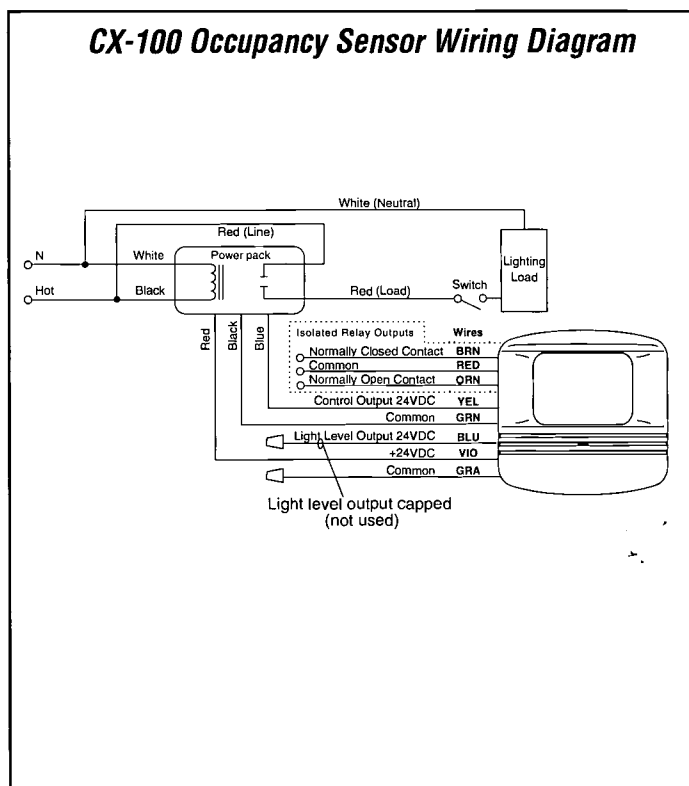 CX-100 Occupancy Sensor Wiring Diagram
White (Neutral)
Red (Line)
N
White
Power pack
Lighting
Load
Hot
Black
Red (Load)
Switch
Red
Black
Blue
Isolated Relay Outputs
Wires
Normally Closed Contact
BRN
Common
RED
Normally Open Contact
ORN
Control Output 24VDC
YEL
Common
GRN
Light Level Output 24VDC
BLU
+24VDC
VIO
Common
GRA
Light level output capped
(not used)